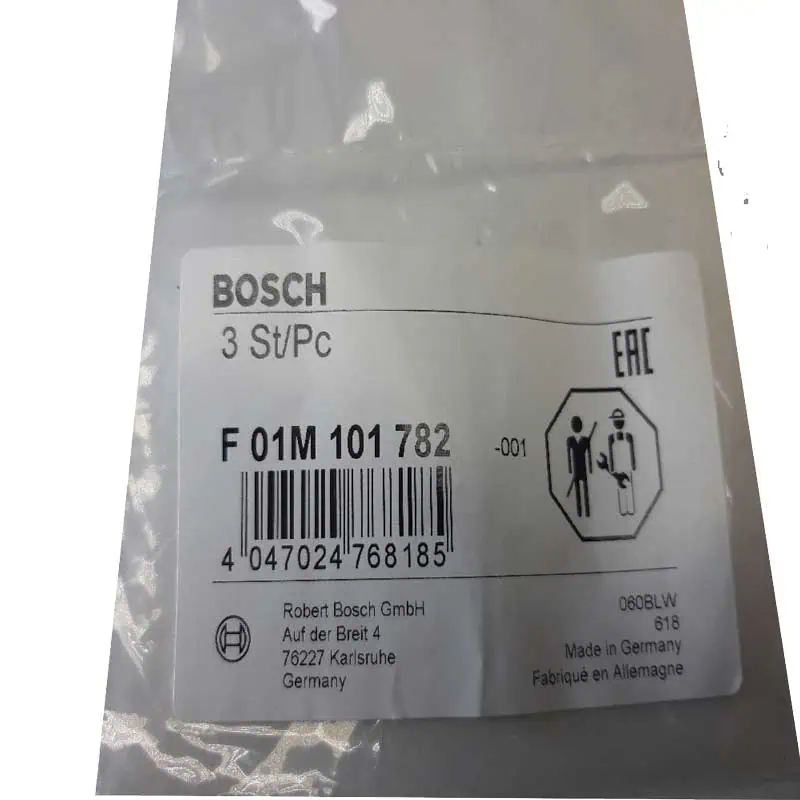 BOSCH
3 St/Pc
EAC
F 01M 101 782 -001
4 047024 768185
Robert Bosch GmbH
Auf der Breit 4
76227 Karlsruhe
Germany
060BLW
618
Made in Germany
Fabriqué en Allemagne